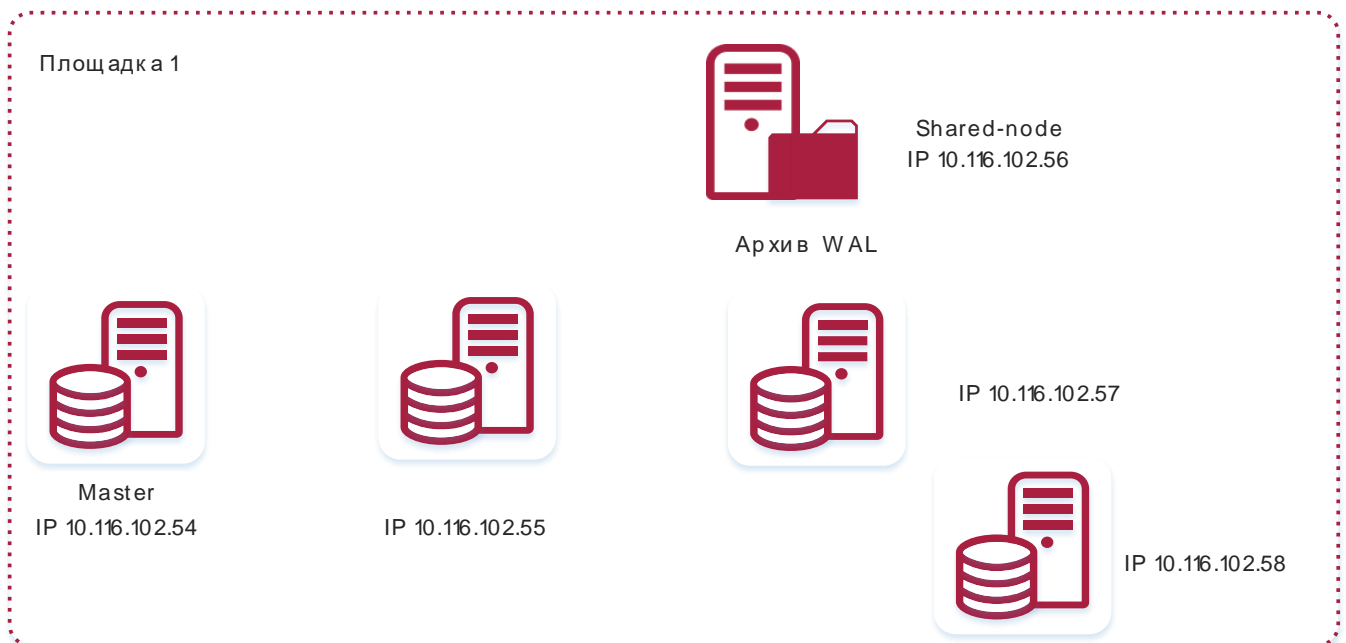 Площадка 1
Shared-node
IP 10.116.102.56
Архив WAL
IP 10.116.102.57
Master
IP 10.116.102.54
IP 10.116.102.55
IP 10.116.102.58